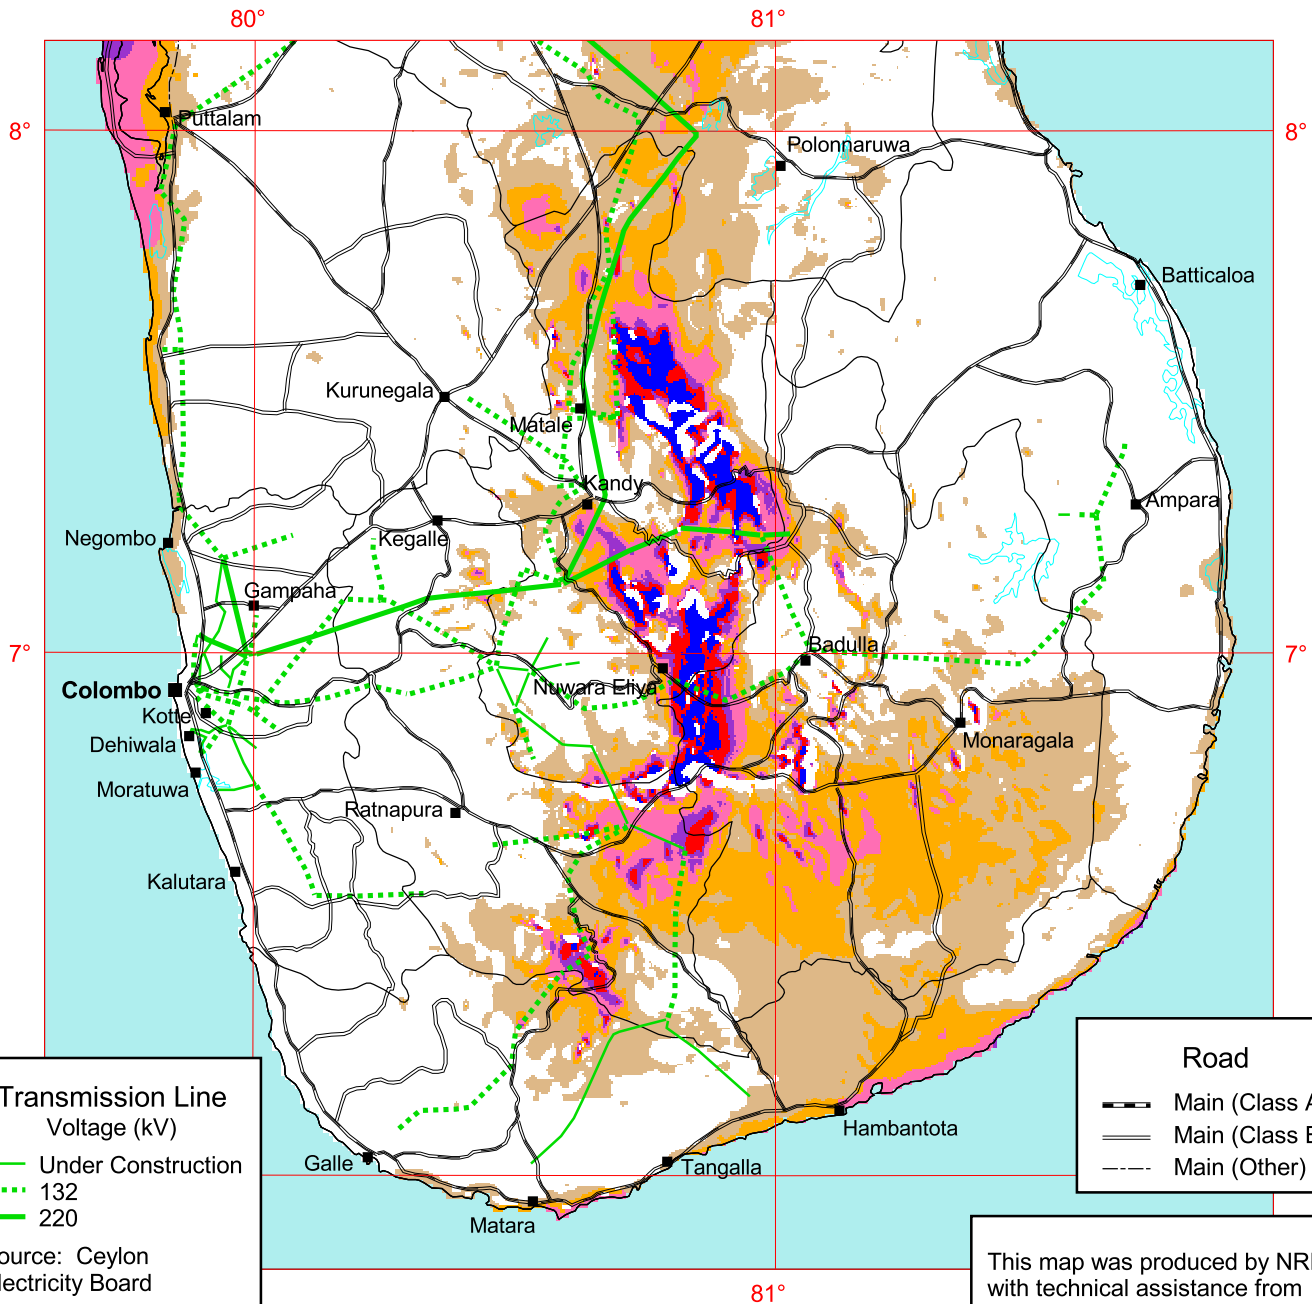 80°
81°
8°
8°
Puttalam
Polonnaruwa
Batticaloa
Kurunegala
Matale
Kandy
Ampara
Negombo
Kegalle
Gampaha
7°
7°
Badulla
Colombo
Nuwara Eliya
Kotte
Dehiwala
Monaragala
Moratuwa
Ratnapura
Kalutara
Hambantota
Galle
Tangalla
Matara
Transmission Line
Voltage (kV)
Under Construction
132
220
ource: Ceylon
lectricity Board
Road
Main (Class A
Main (Class B
Main (Other)
This map was produced by NR
with technical assistance from
81°